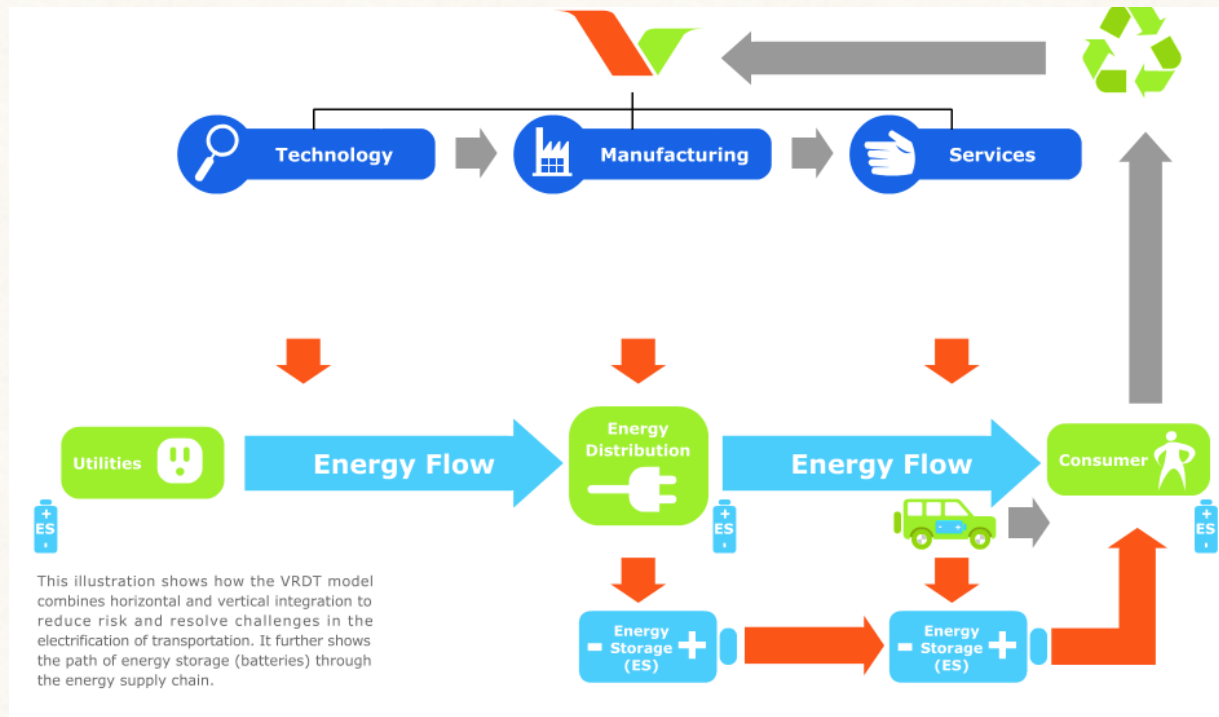 Technology
Manufacturing
Services
Utilities
Energy Flow
Energy
Distribution
Energy Flow
Consumer
+
ES
-
+
ES
-
+
ES
-
- +
This illustration shows how the VRDT model
combines horizontal and vertical integration to
reduce risk and resolve challenges in the
electrification of transportation. It further shows
the path of energy storage (batteries) through
the energy supply chain.
- Energy +
Storage
(ES)
- Energy +
Storage
(ES)